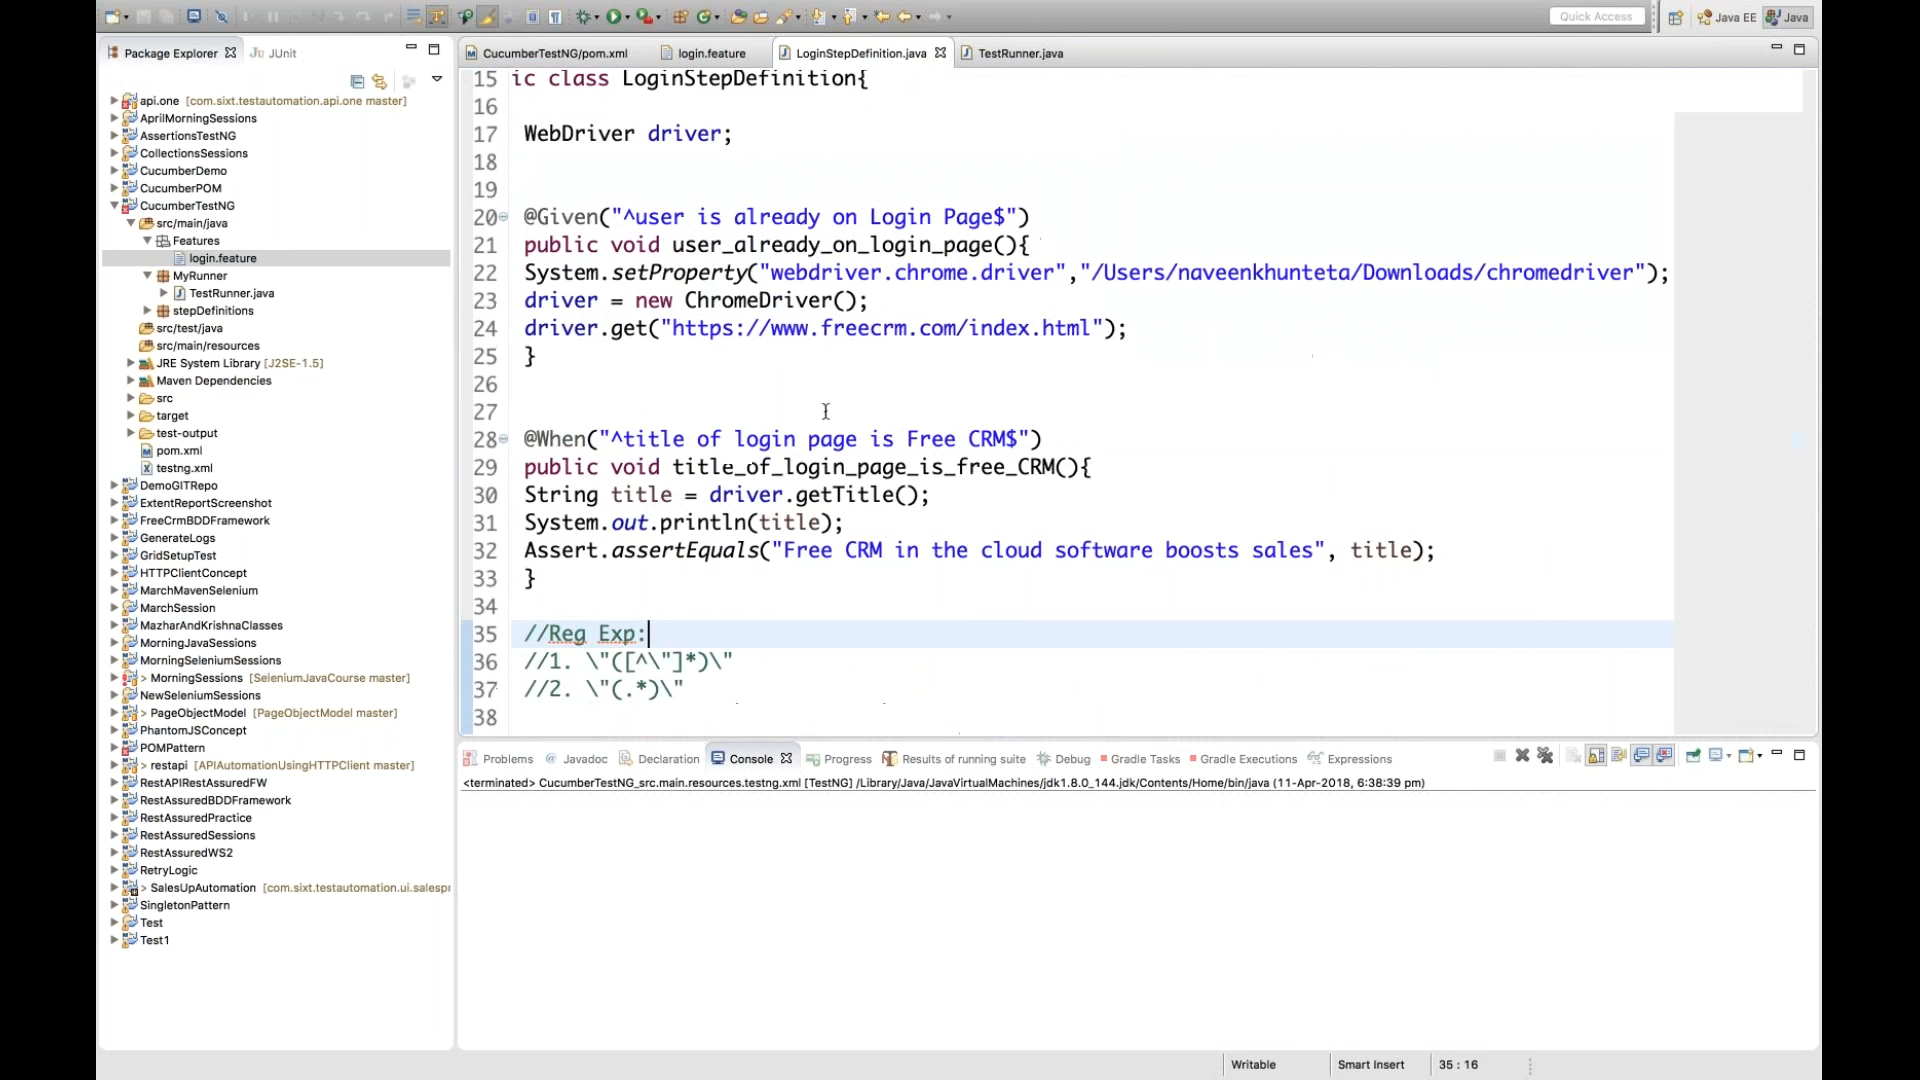 Quick Access
Java EE
Java
Package Explorer
JUnit
CucumberTestNG/pom.xml
login.feature
LoginStepDefinition.java
TestRunner.java
api.one [com.sixt.testautomation.api.one master]
AprilMorningSessions
AssertionsTestNG
CollectionsSessions
CucumberDemo
CucumberPOM
CucumberTestNG
src/main/java
Features
login.feature
MyRunner
TestRunner.java
stepDefinitions
src/test/java
src/main/resources
JRE System Library [J2SE-1.5]
Maven Dependencies
src
target
test-output
pom.xml
testng.xml
DemoGITRepo
ExtentReportScreenshot
FreeCrmBDDFramework
GenerateLogs
GridSetupTest
HTTPClientConcept
MarchMavenSelenium
MarchSession
MazharAndKrishnaClasses
MorningJavaSessions
MorningSeleniumSessions
> MorningSessions [SeleniumJavaCourse master]
NewSeleniumSessions
> PageObjectModel [PageObjectModel master]
PhantomJSConcept
POMPattern
> restapi [APIAutomationUsingHTTPClient master]
RestAPIRestAssuredFW
RestAssuredBDDFramework
RestAssuredPractice
RestAssuredSessions
RestAssuredWS2
RetryLogic
> SalesUpAutomation [com.sixt.testautomation.ui.salespr
SingletonPattern
Test
Test1
15 ic class LoginStepDefinition{
16
17 WebDriver driver;
18
19
20 @Given("^user is already on Login Page$")
21 public void user_already_on_login_page(){
22 System.setProperty("webdriver.chrome.driver","/Users/naveenkhunteta/Downloads/chromedriver");
23 driver = new ChromeDriver();
24 driver.get("https://www.freecrm.com/index.html");
25 }
26
27
28 @When("^title of login page is Free CRM$")
29 public void title_of_login_page_is_free_CRM(){
30 String title = driver.getTitle();
31 System.out.println(title);
32 Assert.assertEquals("Free CRM in the cloud software boosts sales", title);
33 }
34
35 //Reg Exp:
36 //1. \"([^\"]*)\"
37 //2. \"(.*)\"
38
Problems
Javadoc
Declaration
Console
Progress
Results of running suite
Debug
Gradle Tasks
Gradle Executions
Expressions
<terminated> CucumberTestNG_src.main.resources.testng.xml [TestNG] /Library/Java/JavaVirtualMachines/jdk1.8.0_144.jdk/Contents/Home/bin/java (11-Apr-2018, 6:38:39 pm)
Writable
Smart Insert
35 : 16